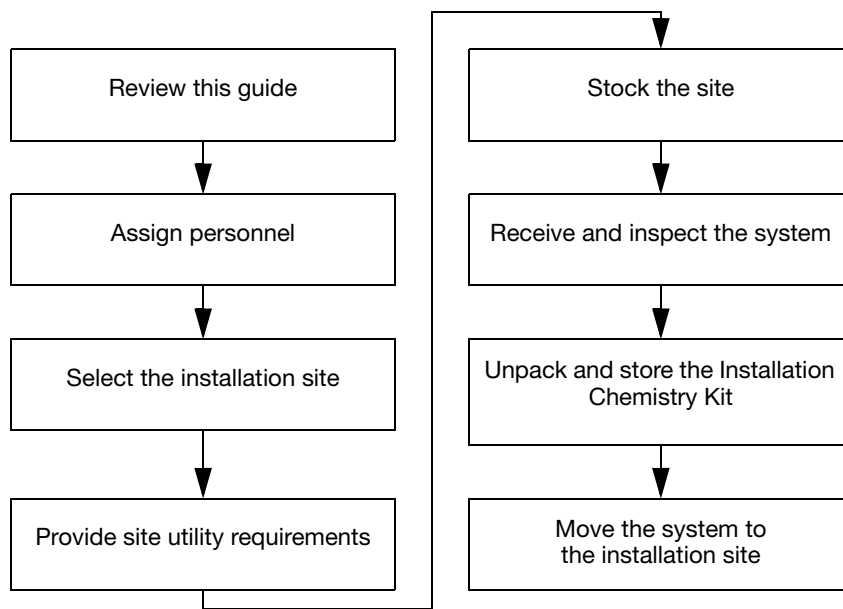 Review this guide
Assign personnel
Select the installation site
Provide site utility requirements
Stock the site
Receive and inspect the system
Unpack and store the Installation
Chemistry Kit
Move the system to
the installation site